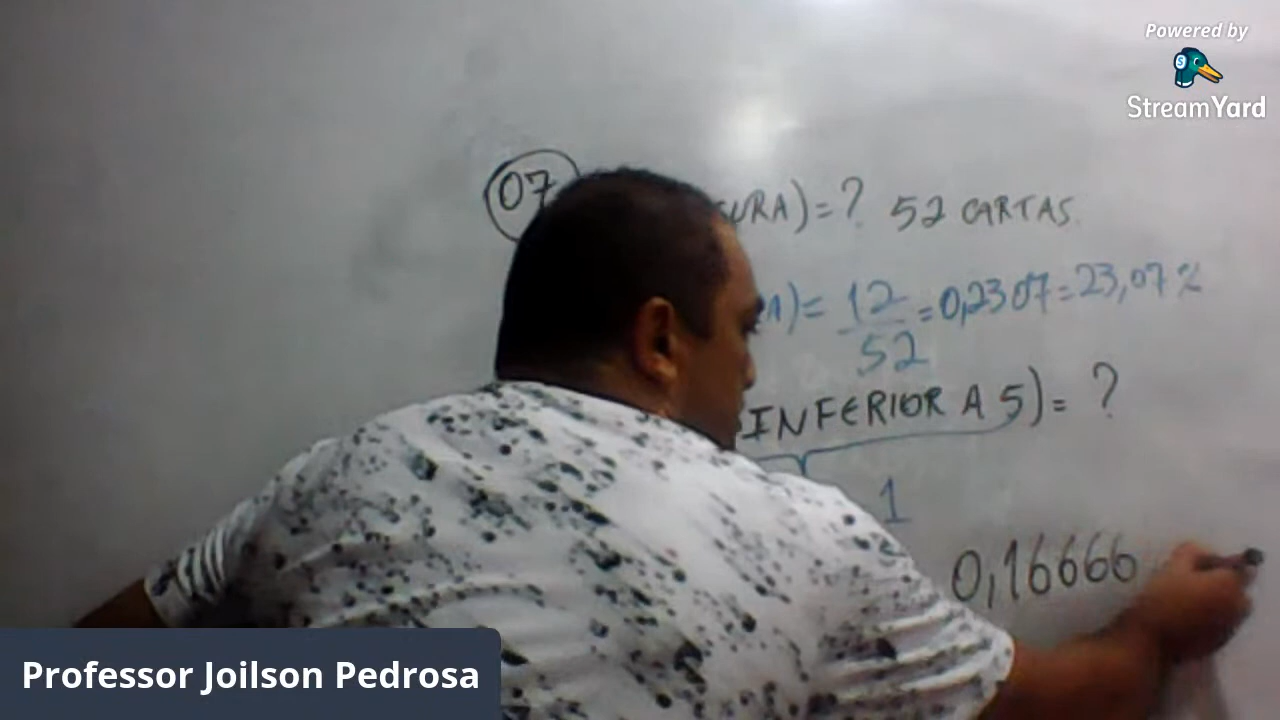 Powered by
StreamYard
07 URA) = ? 52 CARTAS
) = 12/52 = 0,2307 = 23,07 %
INFERIOR A 5) = ?
1
0,16666
Professor Joilson Pedrosa